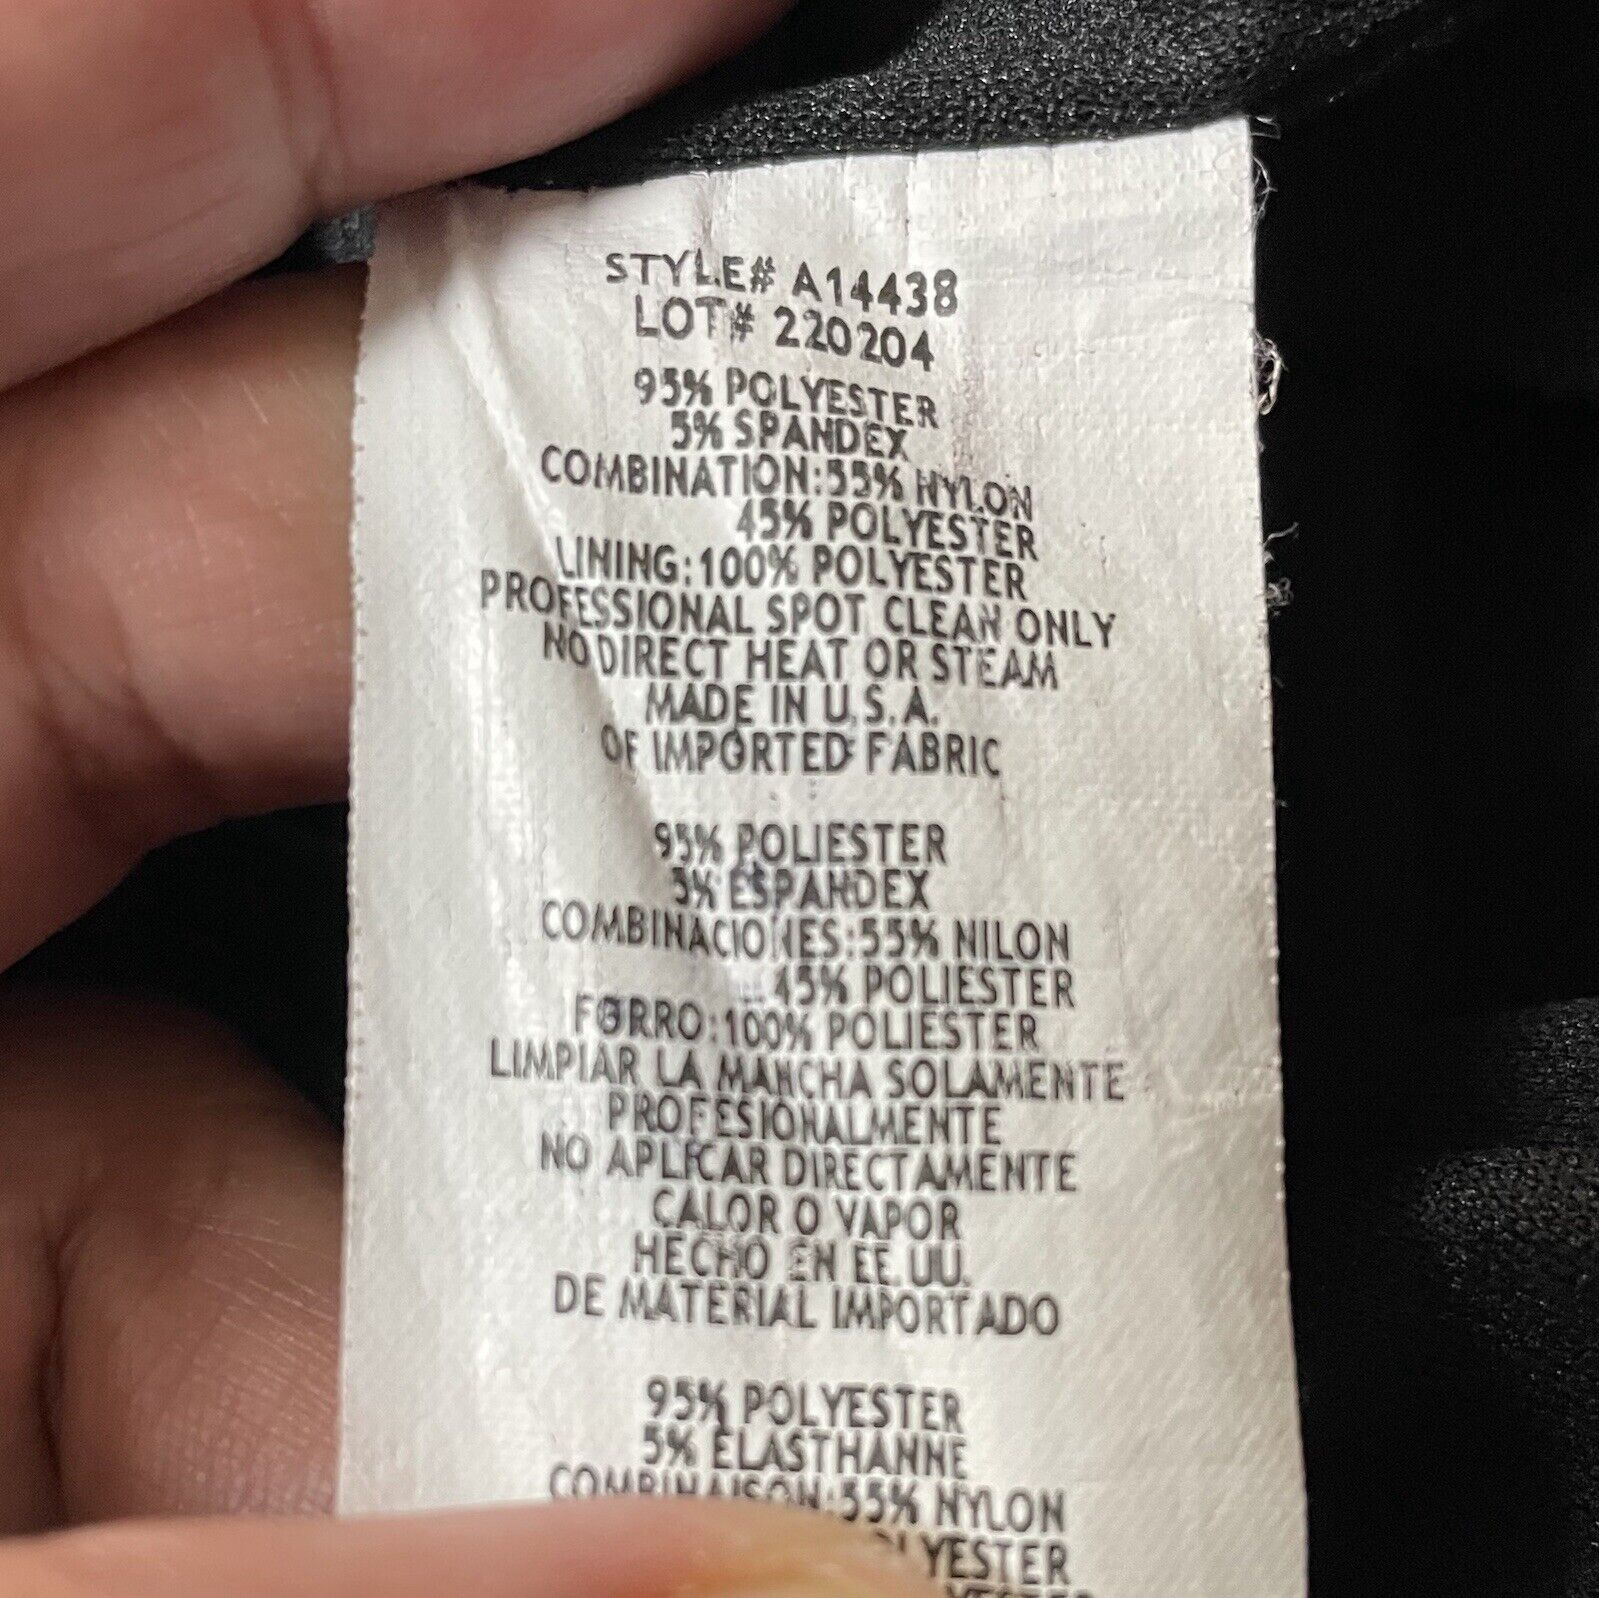 STYLE# A14438
LOT# 220204
95% POLYESTER
5% SPANDEX
COMBINATION:55% NYLON
45% POLYESTER
LINING:100% POLYESTER
PROFESSIONAL SPOT CLEAN ONLY
NO DIRECT HEAT OR STEAM
MADE IN U.S.A.
OF IMPORTED FABRIC
95% POLIESTER
5% ESPANDEX
COMBINACIONES:55% NILON
45% POLIESTER
FORRO:100% POLIESTER
LIMPIAR LA MANCHA SOLAMENTE
PROFESIONALMENTE
NO APLICAR DIRECTAMENTE
CALOR O VAPOR
HECHO EN EE.UU.
DE MATERIAL IMPORTADO
95% POLYESTER
5% ELASTHANNE
COMBINAISON:55% NYLON